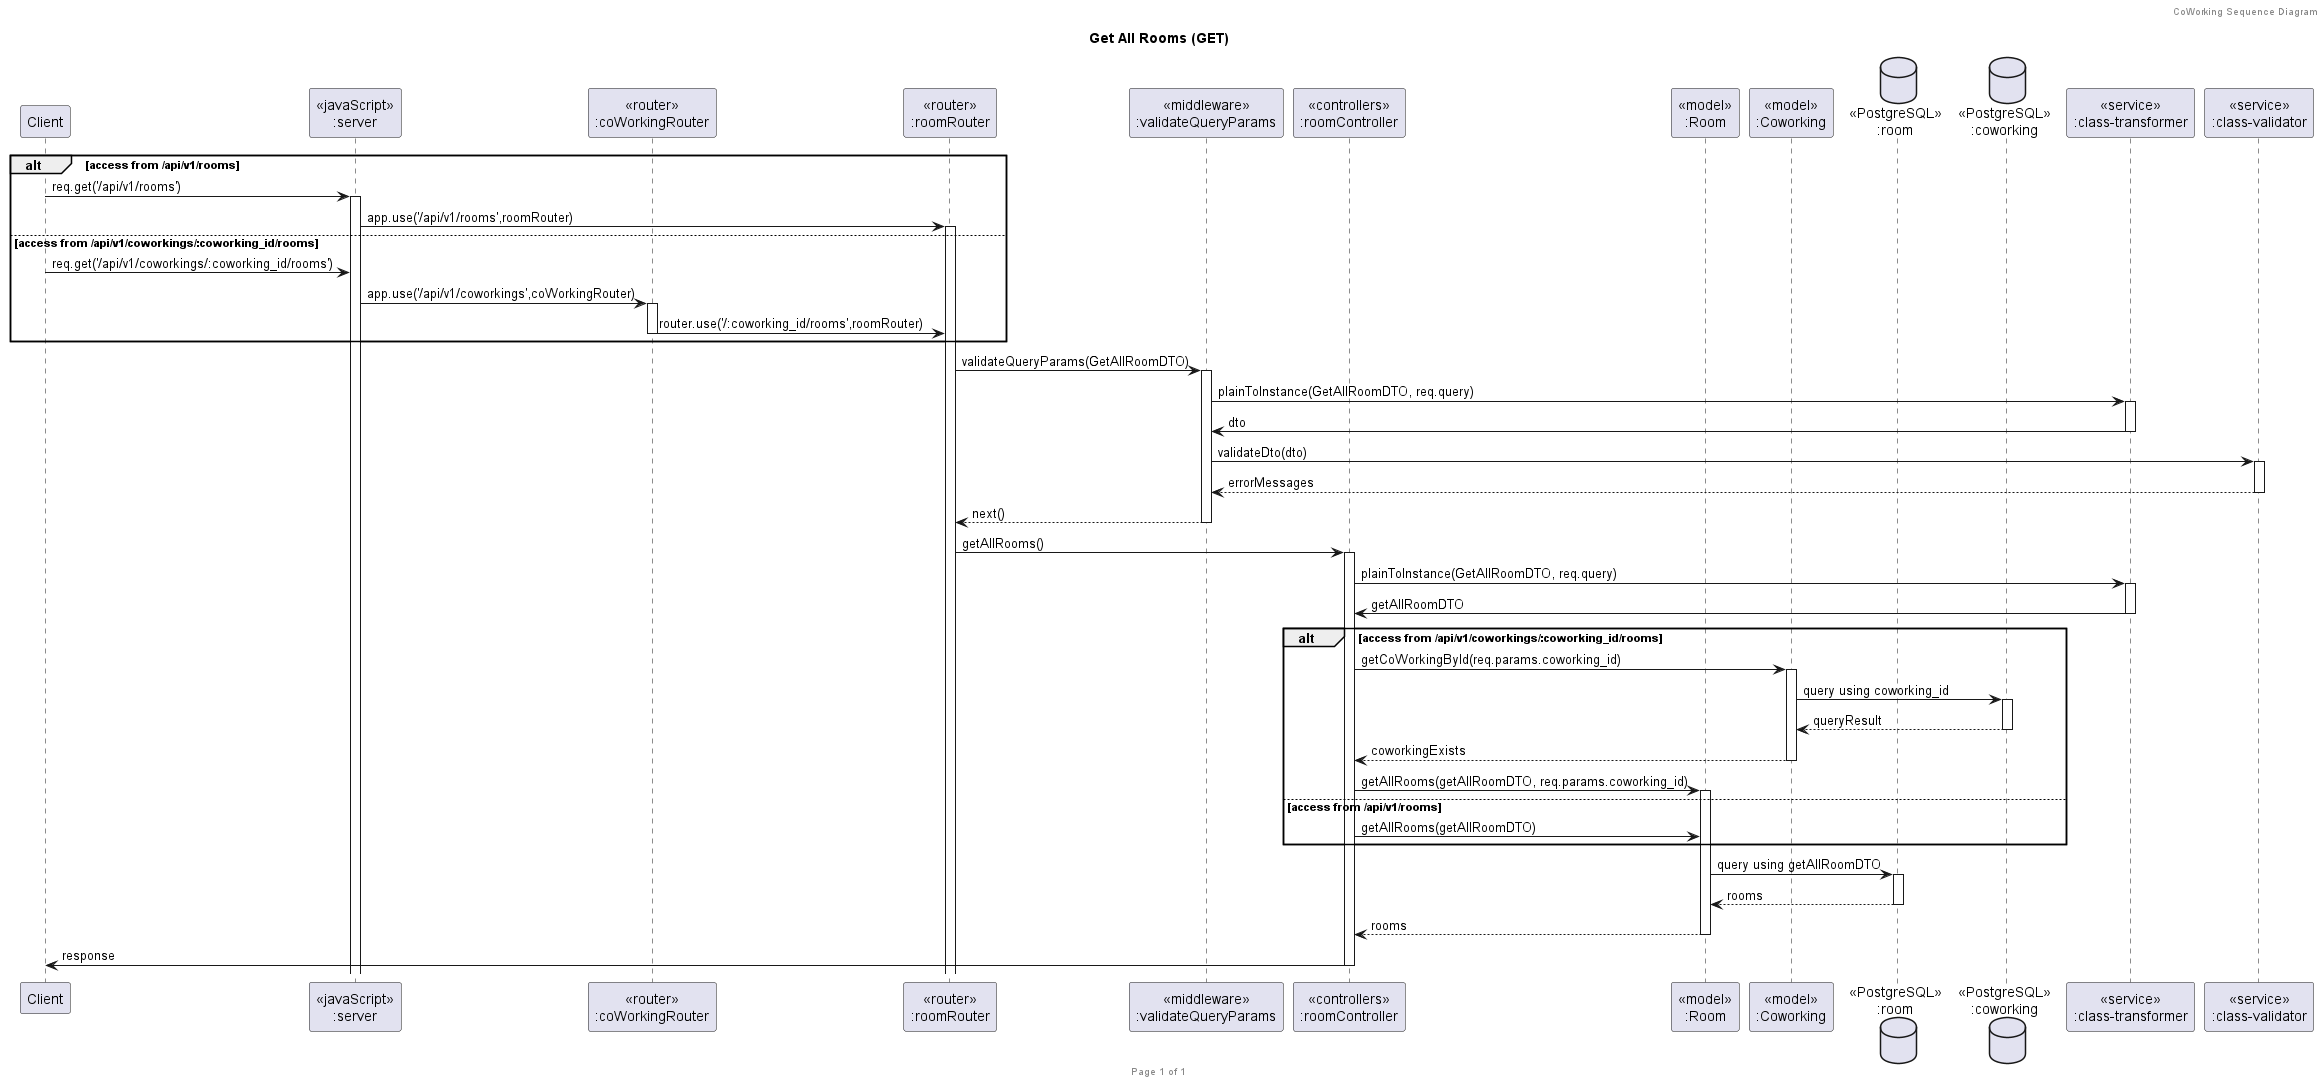 CoWorking Sequence Diagram
Get All Rooms (GET)
Client
«javaScript»
:server
«router»
:coWorkingRouter
«router»
:roomRouter
«middleware»
:validateQueryParams
«controllers»
:roomController
«model»
:Room
«model»
:Coworking
«PostgreSQL»
:room
«PostgreSQL»
:coworking
«service»
:class-transformer
«service»
:class-validator
alt [access from /api/v1/rooms]
req.get('/api/v1/rooms')
app.use('/api/v1/rooms',roomRouter)
[access from /api/v1/coworkings/:coworking_id/rooms]
req.get('/api/v1/coworkings/:coworking_id/rooms')
app.use('/api/v1/coworkings',coWorkingRouter)
router.use('/:coworking_id/rooms',roomRouter)
validateQueryParams(GetAllRoomDTO)
plainToInstance(GetAllRoomDTO, req.query)
dto
validateDto(dto)
errorMessages
next()
getAllRooms()
plainToInstance(GetAllRoomDTO, req.query)
getAllRoomDTO
alt [access from /api/v1/coworkings/:coworking_id/rooms]
getCoWorkingById(req.params.coworking_id)
query using coworking_id
queryResult
coworkingExists
getAllRooms(getAllRoomDTO, req.params.coworking_id)
[access from /api/v1/rooms]
getAllRooms(getAllRoomDTO)
query using getAllRoomDTO
rooms
rooms
response
Client
«javaScript»
:server
«router»
:coWorkingRouter
«router»
:roomRouter
«middleware»
:validateQueryParams
«controllers»
:roomController
«model»
:Room
«model»
:Coworking
«PostgreSQL»
:room
«PostgreSQL»
:coworking
«service»
:class-transformer
«service»
:class-validator
Page 1 of 1